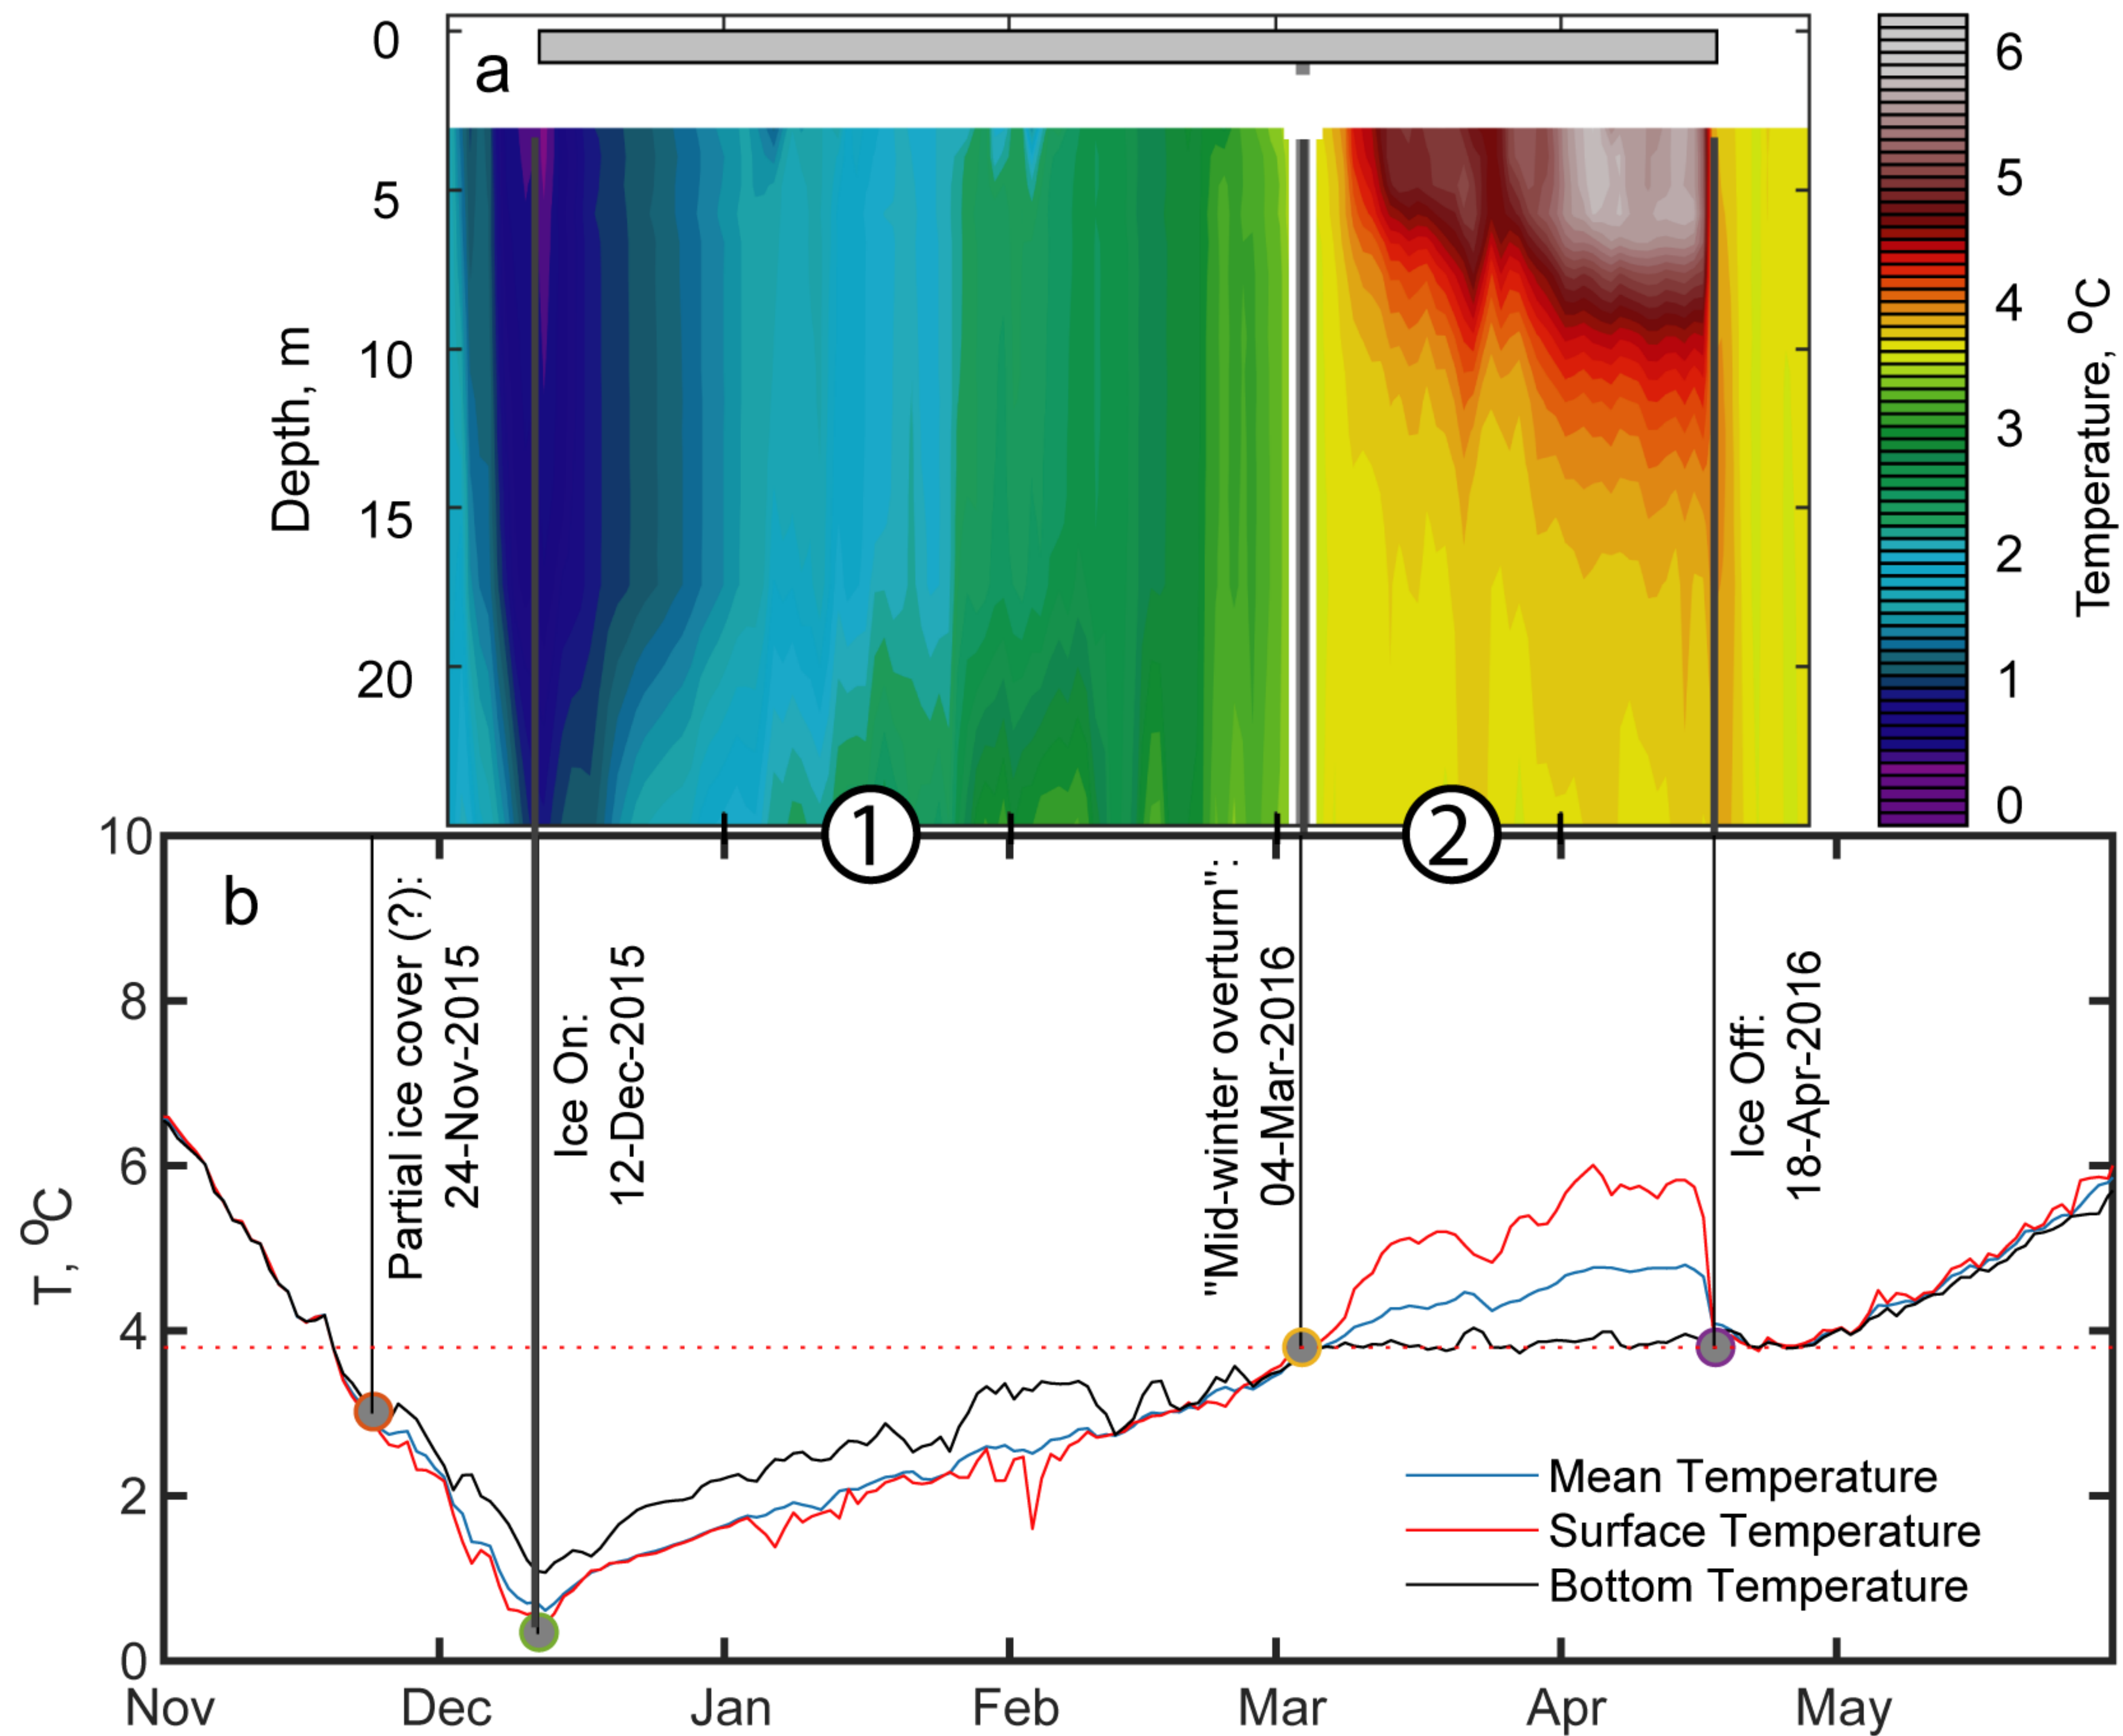 a
0
5
10
15
20
Depth, m
6
5
4
3
2
1
0
Temperature, °C
1
2
b
10
8
6
4
2
0
T, °C
Partial ice cover (?):
24-Nov-2015
Ice On:
12-Dec-2015
"Mid-winter overturn":
04-Mar-2016
Ice Off:
18-Apr-2016
Mean Temperature
Surface Temperature
Bottom Temperature
Nov Dec Jan Feb Mar Apr May